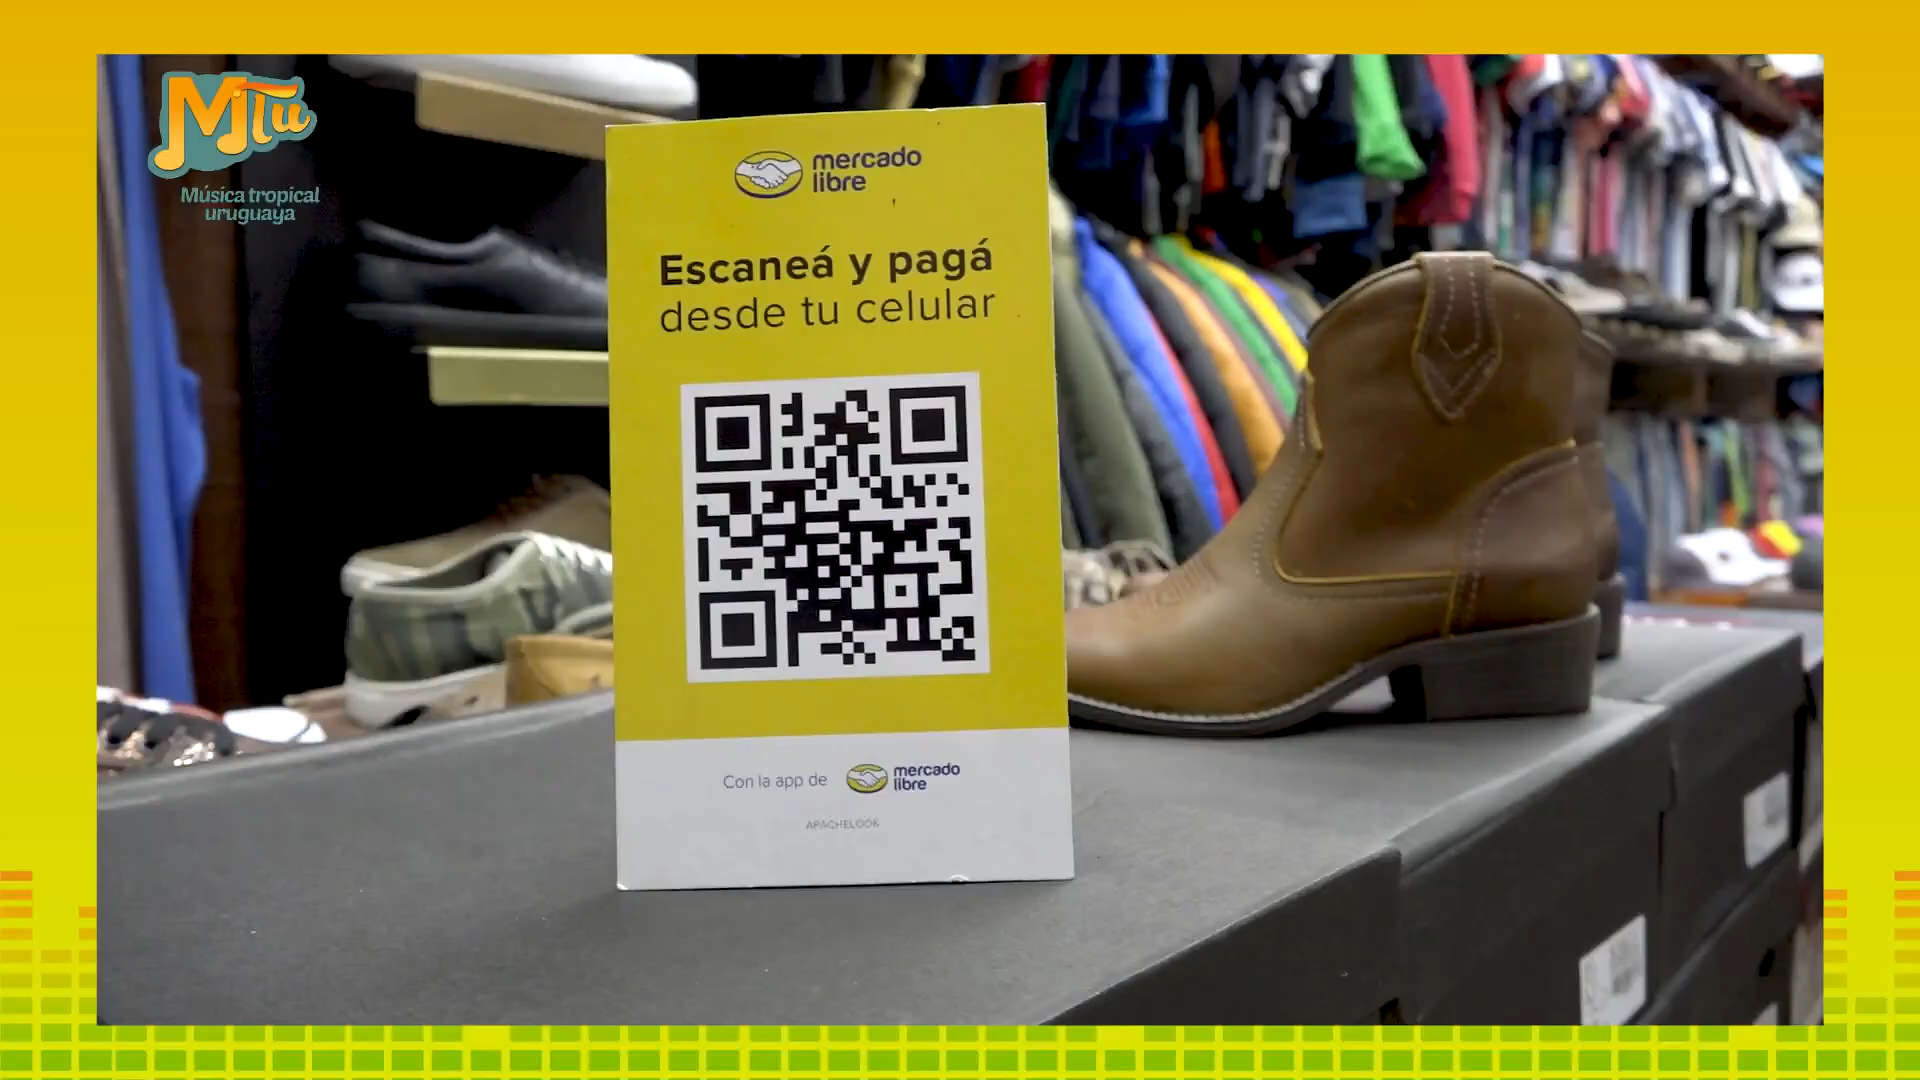 MTU
Música tropical
uruguaya
mercado
libre
Escaneá y pagá
desde tu celular
Con la app de
mercado
libre
APACHELOOK